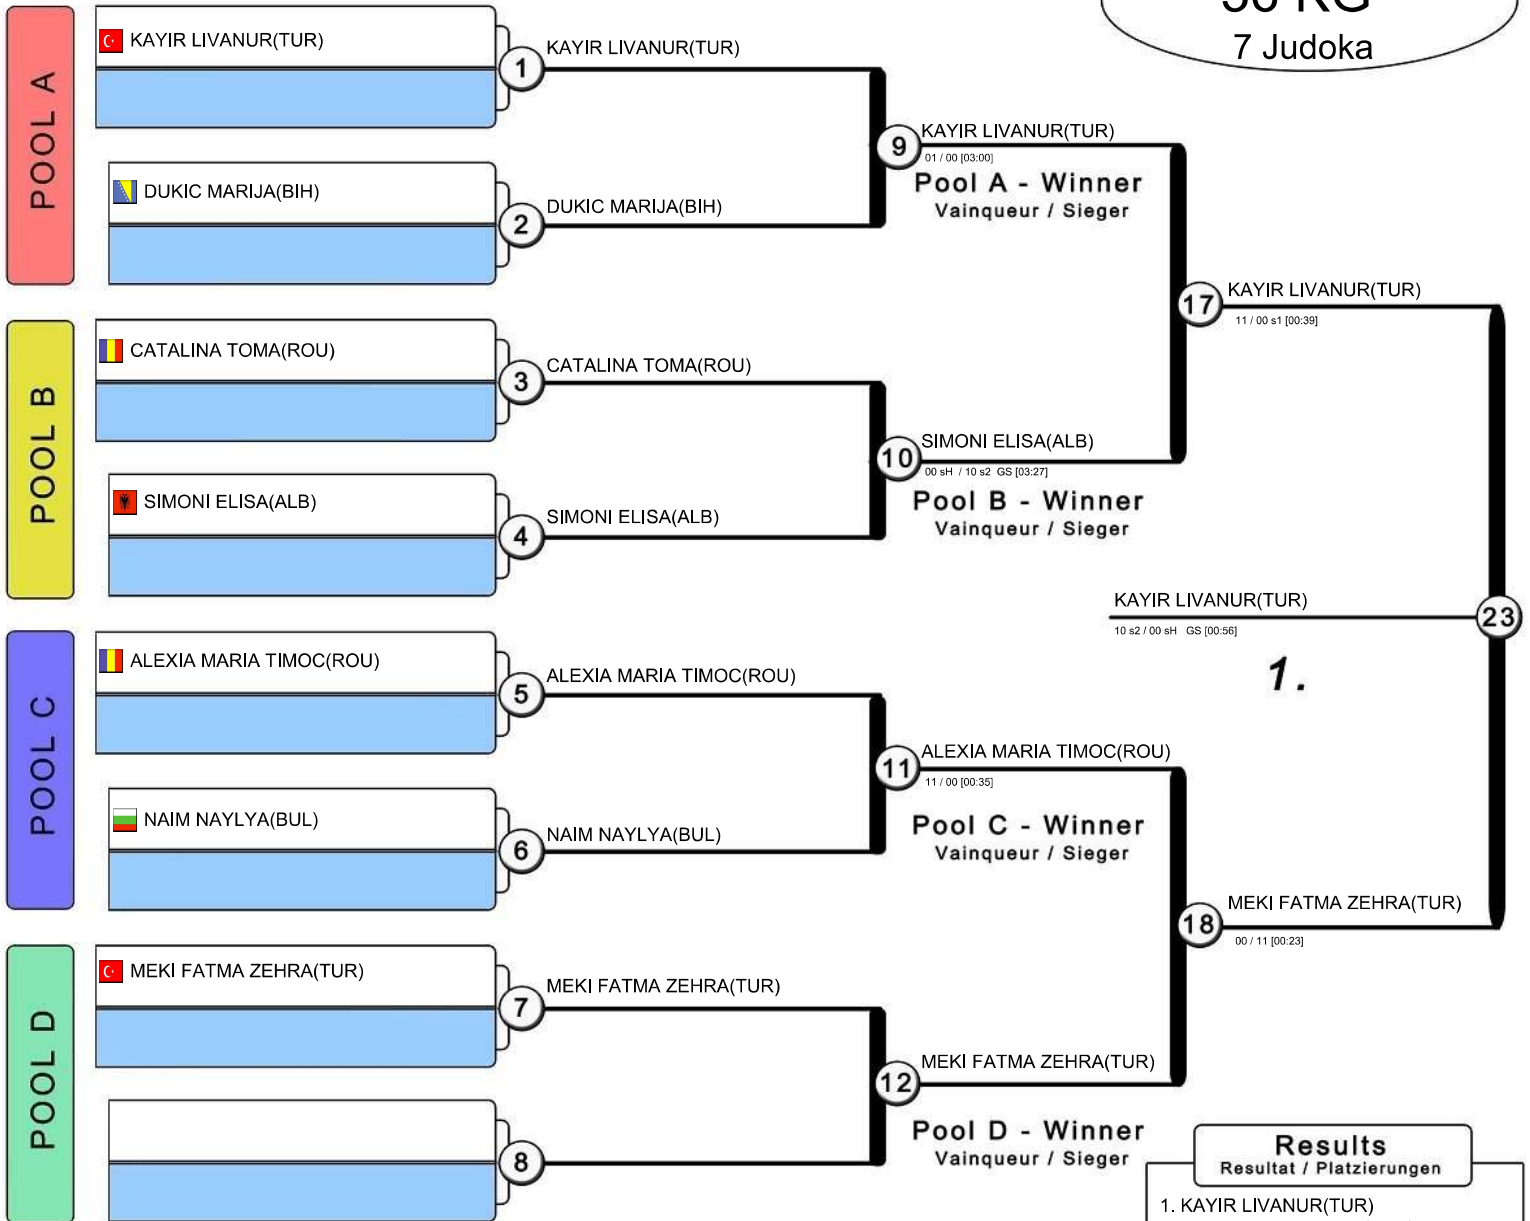 KG
7 Judoka
POOL A
KAYIR LIVANUR(TUR)
1
KAYIR LIVANUR(TUR)
DUKIC MARIJA(BIH)
2
DUKIC MARIJA(BIH)
9
KAYIR LIVANUR(TUR)
01 / 00 [03:00]
Pool A - Winner
Vainqueur / Sieger
17
KAYIR LIVANUR(TUR)
11 / 00 s1 [00:39]
POOL B
CATALINA TOMA(ROU)
3
CATALINA TOMA(ROU)
SIMONI ELISA(ALB)
4
SIMONI ELISA(ALB)
10
SIMONI ELISA(ALB)
00 sH / 10 s2 GS [03:27]
Pool B - Winner
Vainqueur / Sieger
KAYIR LIVANUR(TUR)
23
10 s2 / 00 sH GS [00:56]
1.
POOL C
ALEXIA MARIA TIMOC(ROU)
5
ALEXIA MARIA TIMOC(ROU)
NAIM NAYLYA(BUL)
6
NAIM NAYLYA(BUL)
11
ALEXIA MARIA TIMOC(ROU)
11 / 00 [00:35]
Pool C - Winner
Vainqueur / Sieger
18
MEKI FATMA ZEHRA(TUR)
00 / 11 [00:23]
POOL D
MEKI FATMA ZEHRA(TUR)
7
MEKI FATMA ZEHRA(TUR)
8
12
MEKI FATMA ZEHRA(TUR)
Pool D - Winner
Vainqueur / Sieger
Results
Resultat / Platzierungen
1. KAYIR LIVANUR(TUR)